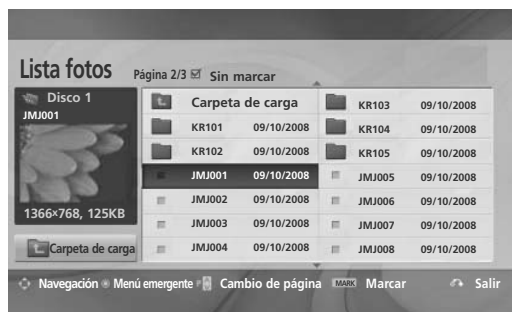 Lista fotos Página 2/3 Sin marcar
Disco 1
JMJ001
1366×768, 125KB
Carpeta de carga
Carpeta de carga
KR101 09/10/2008
KR102 09/10/2008
JMJ001 09/10/2008
JMJ002 09/10/2008
JMJ003 09/10/2008
JMJ004 09/10/2008
KR103 09/10/2008
KR104 09/10/2008
KR105 09/10/2008
JMJ005 09/10/2008
JMJ006 09/10/2008
JMJ007 09/10/2008
JMJ008 09/10/2008
Navegación Menú emergente P Cambio de página MARK Marcar Salir